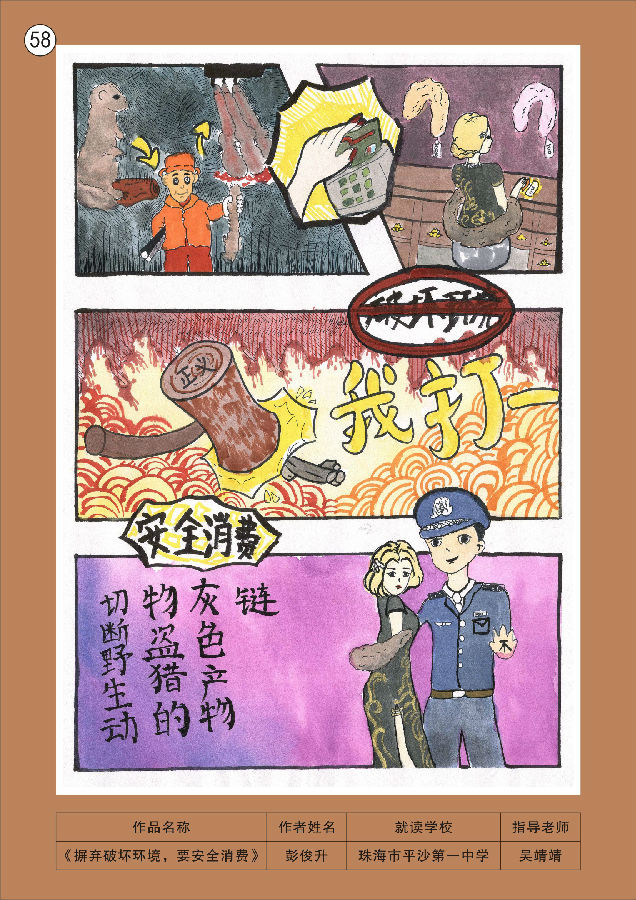 58
破坏环境
正义
我打一
安全消费
切断野生动
物盗猎的
灰色产物
链
不
作品名称 作者姓名 就读学校 指导老师
《摒弃破坏环境，要安全消费》 彭俊升 珠海市平沙第一中学 吴靖靖